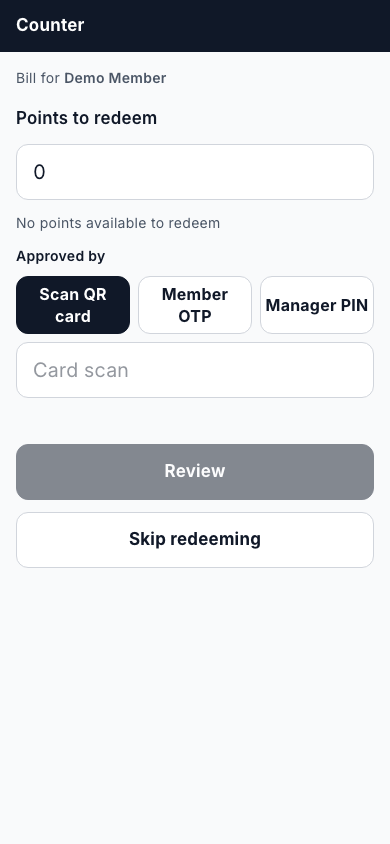 Counter
Bill for Demo Member
Points to redeem
0
No points available to redeem
Approved by
Scan QR
card
Member
OTP
Manager PIN
Card scan
Review
Skip redeeming